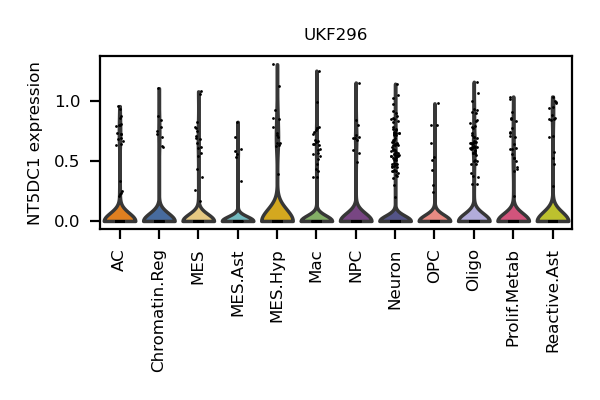 UKF296
NT5DC1 expression
1.0
0.5
0.0
AC
Chromatin.Reg
MES
MES.Ast
MES.Hyp
Mac
NPC
Neuron
OPC
Oligo
Prolif.Metab
Reactive.Ast